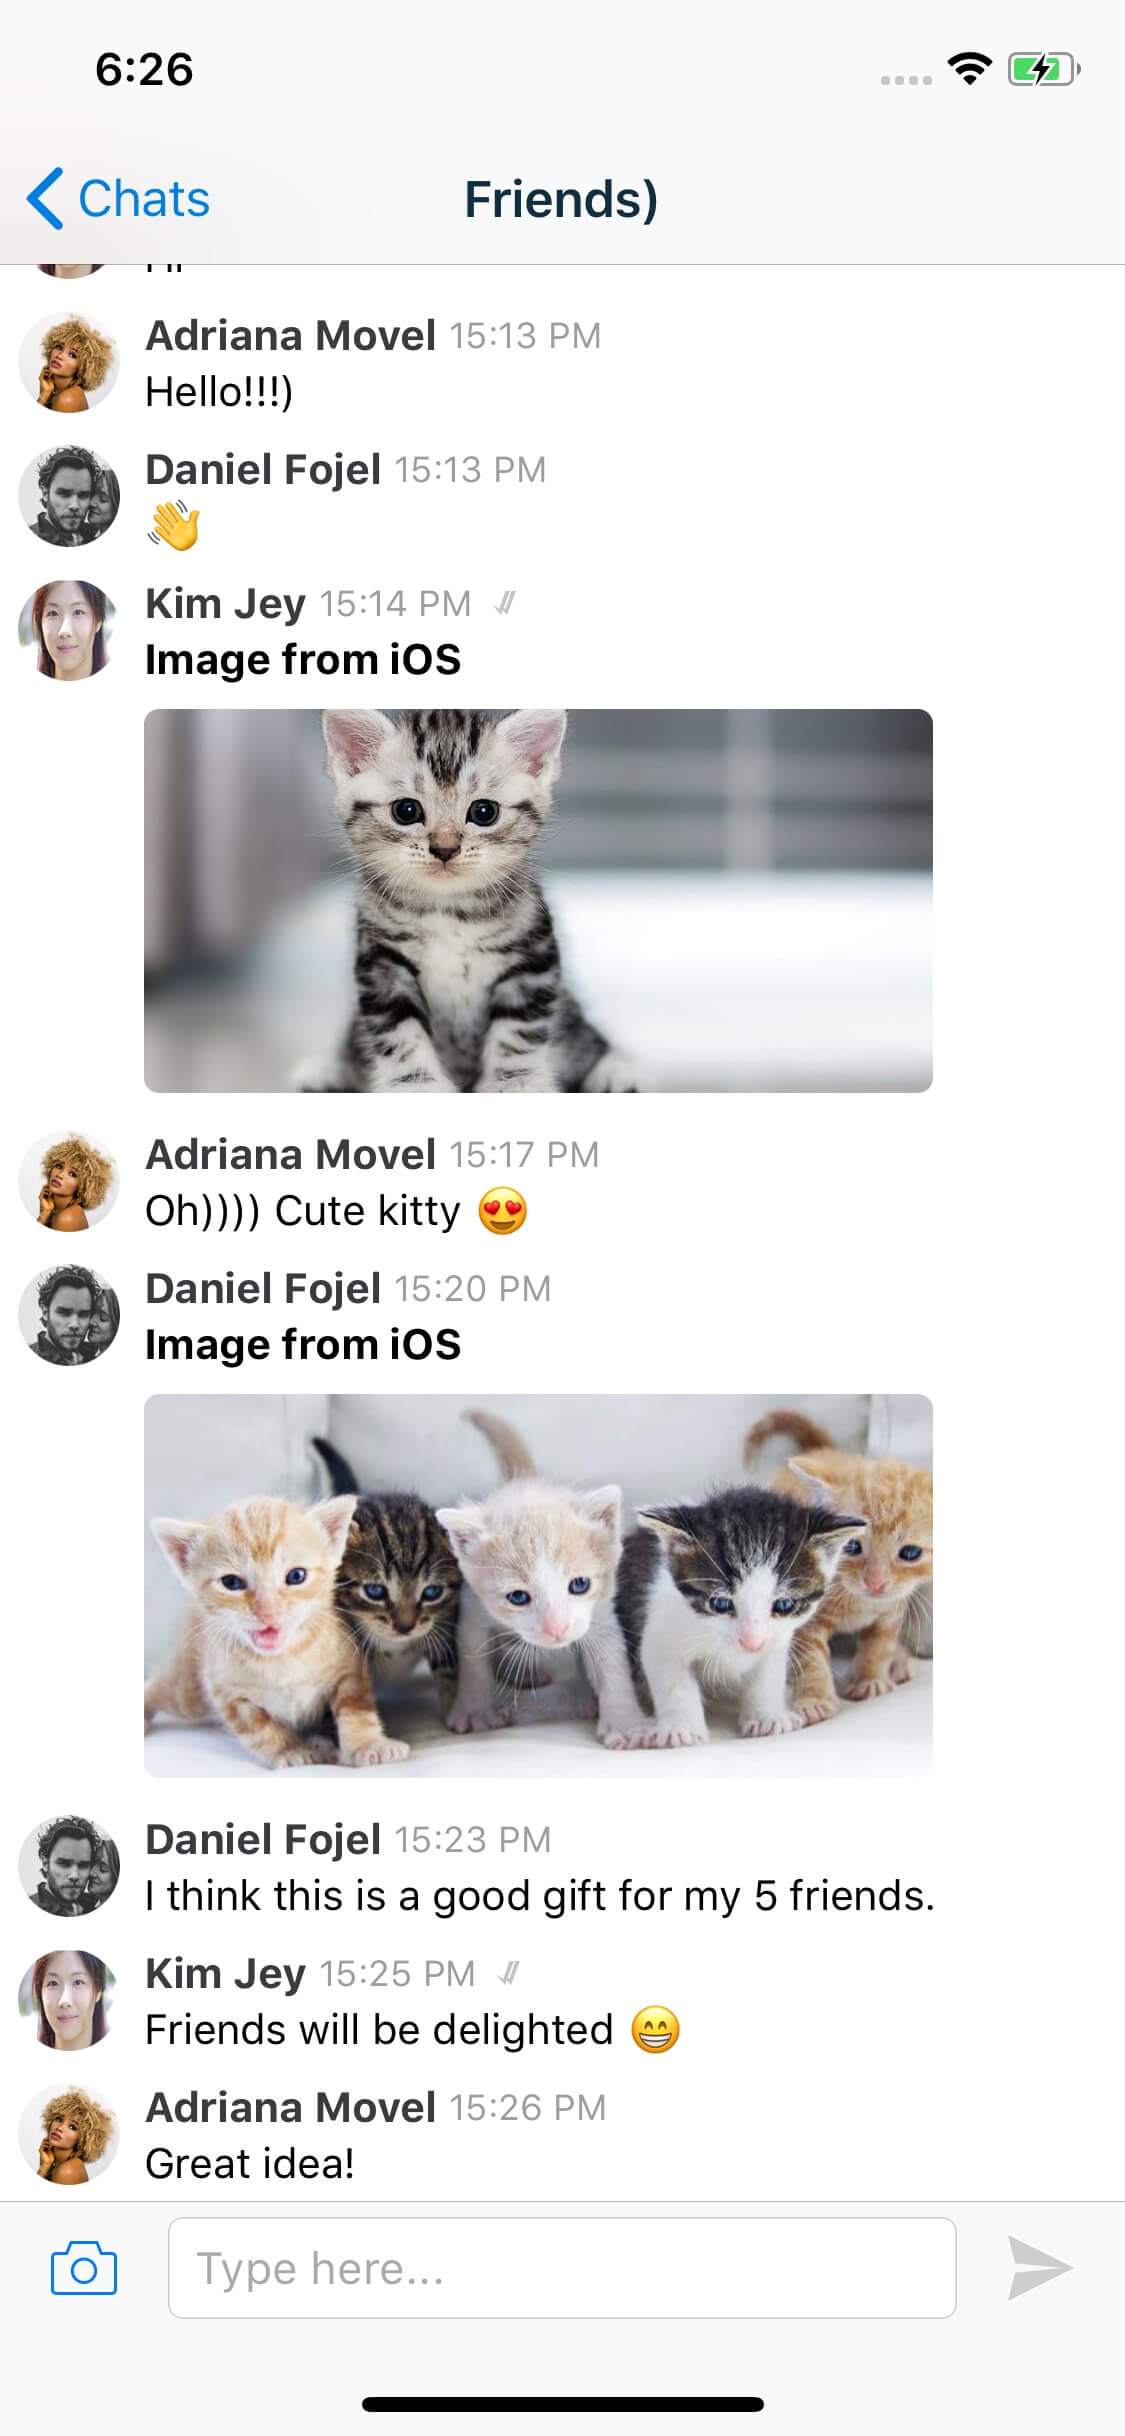 6:26
Chats
Friends)
Adriana Movel 15:13 PM
Hello!!!)
Daniel Fojel 15:13 PM
👋
Kim Jey 15:14 PM
Image from iOS
Adriana Movel 15:17 PM
Oh)))) Cute kitty 😍
Daniel Fojel 15:20 PM
Image from iOS
Daniel Fojel 15:23 PM
I think this is a good gift for my 5 friends.
Kim Jey 15:25 PM
Friends will be delighted 😁
Adriana Movel 15:26 PM
Great idea!
Type here...